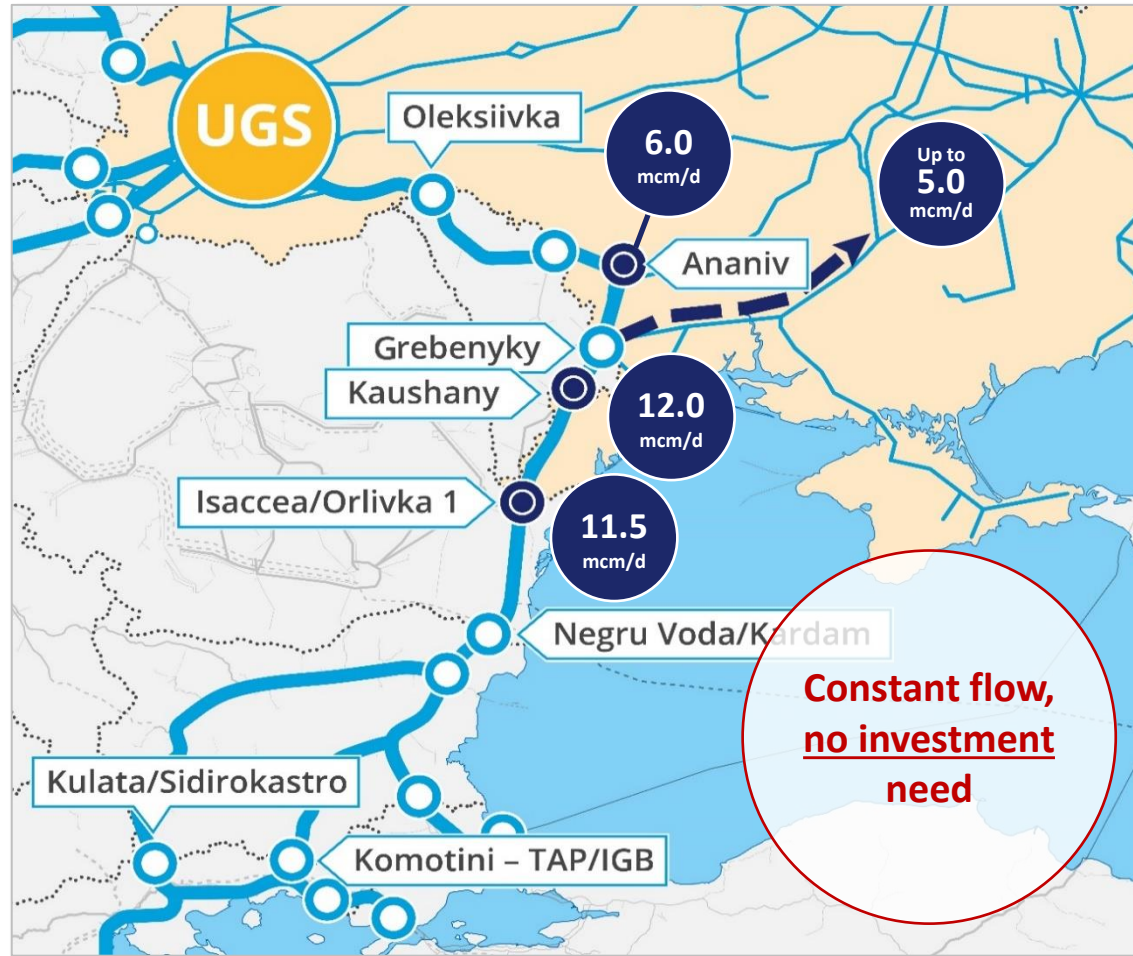 UGS
Oleksiivka
6.0
mcm/d
Up to
5.0
mcm/d
Ananiv
Grebenyky
Kaushany
12.0
mcm/d
Isaccea/Orlivka 1
11.5
mcm/d
Negru Voda/Kardam
Constant flow,
no investment
need
Kulata/Sidirokastro
Komotini – TAP/IGB